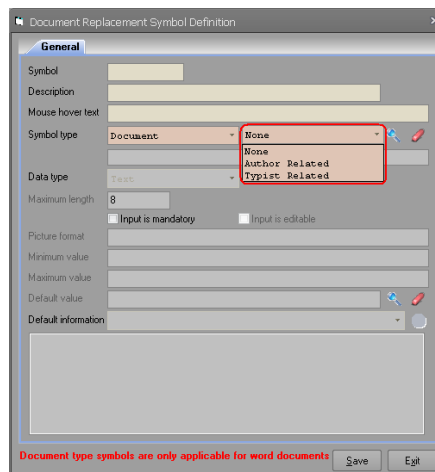 Document Replacement Symbol Definition
General
Symbol
Description
Mouse hover text
Symbol type Document None
None
Author Related
Typist Related
Data type Text
Maximum length 8
Input is mandatory Input is editable
Picture format
Minimum value
Maximum value
Default value
Default information
Document type symbols are only applicable for word documents Save Exit